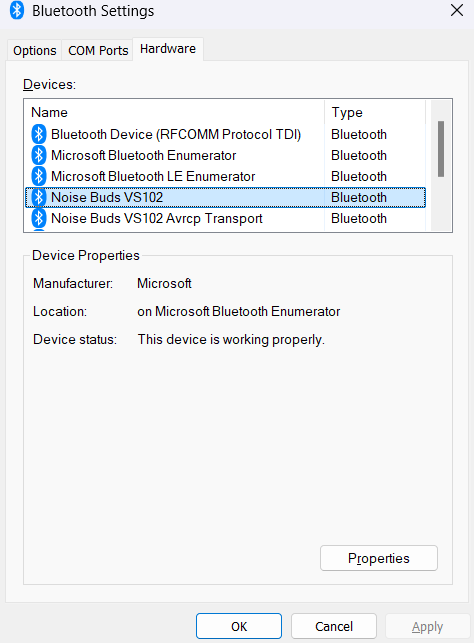 Bluetooth Settings
Options COM Ports Hardware
Devices:
Name Type
Bluetooth Device (RFCOMM Protocol TDI) Bluetooth
Microsoft Bluetooth Enumerator Bluetooth
Microsoft Bluetooth LE Enumerator Bluetooth
Noise Buds VS102 Bluetooth
Noise Buds VS102 Avrcp Transport Bluetooth
Device Properties
Manufacturer: Microsoft
Location: on Microsoft Bluetooth Enumerator
Device status: This device is working properly.
Properties
OK Cancel Apply